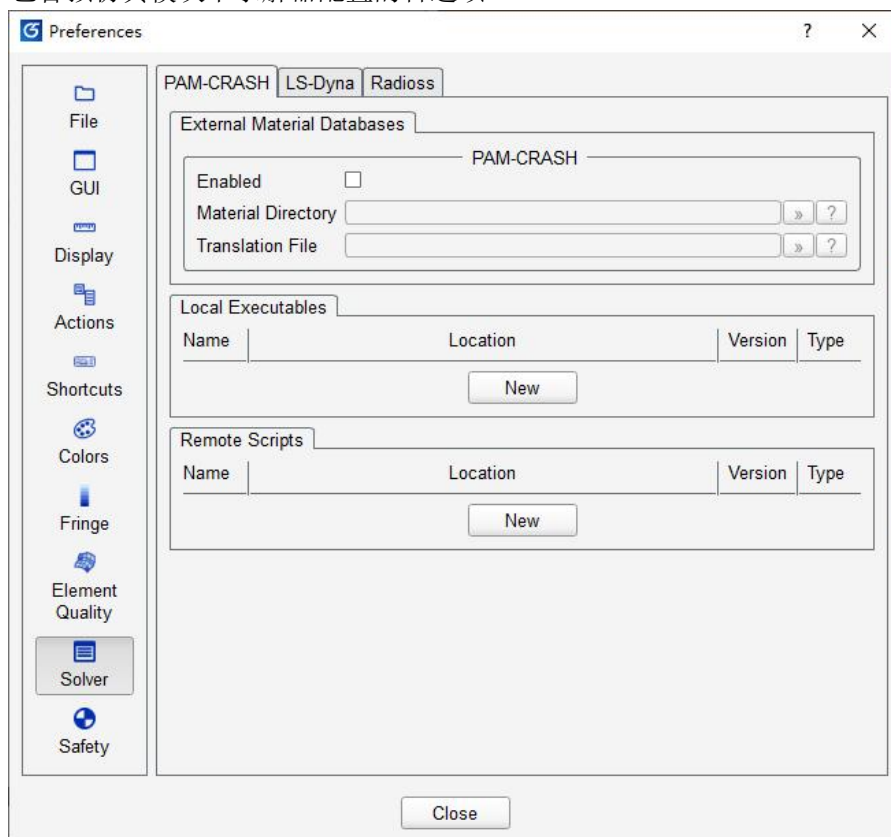 Preferences
?
×
File
GUI
Display
Actions
Shortcuts
Colors
Fringe
Element
Quality
Solver
Safety
PAM-CRASH LS-Dyna Radioss
External Material Databases
PAM-CRASH
Enabled
Material Directory » ?
Translation File » ?
Local Executables
Name Location Version Type
New
Remote Scripts
Name Location Version Type
New
Close